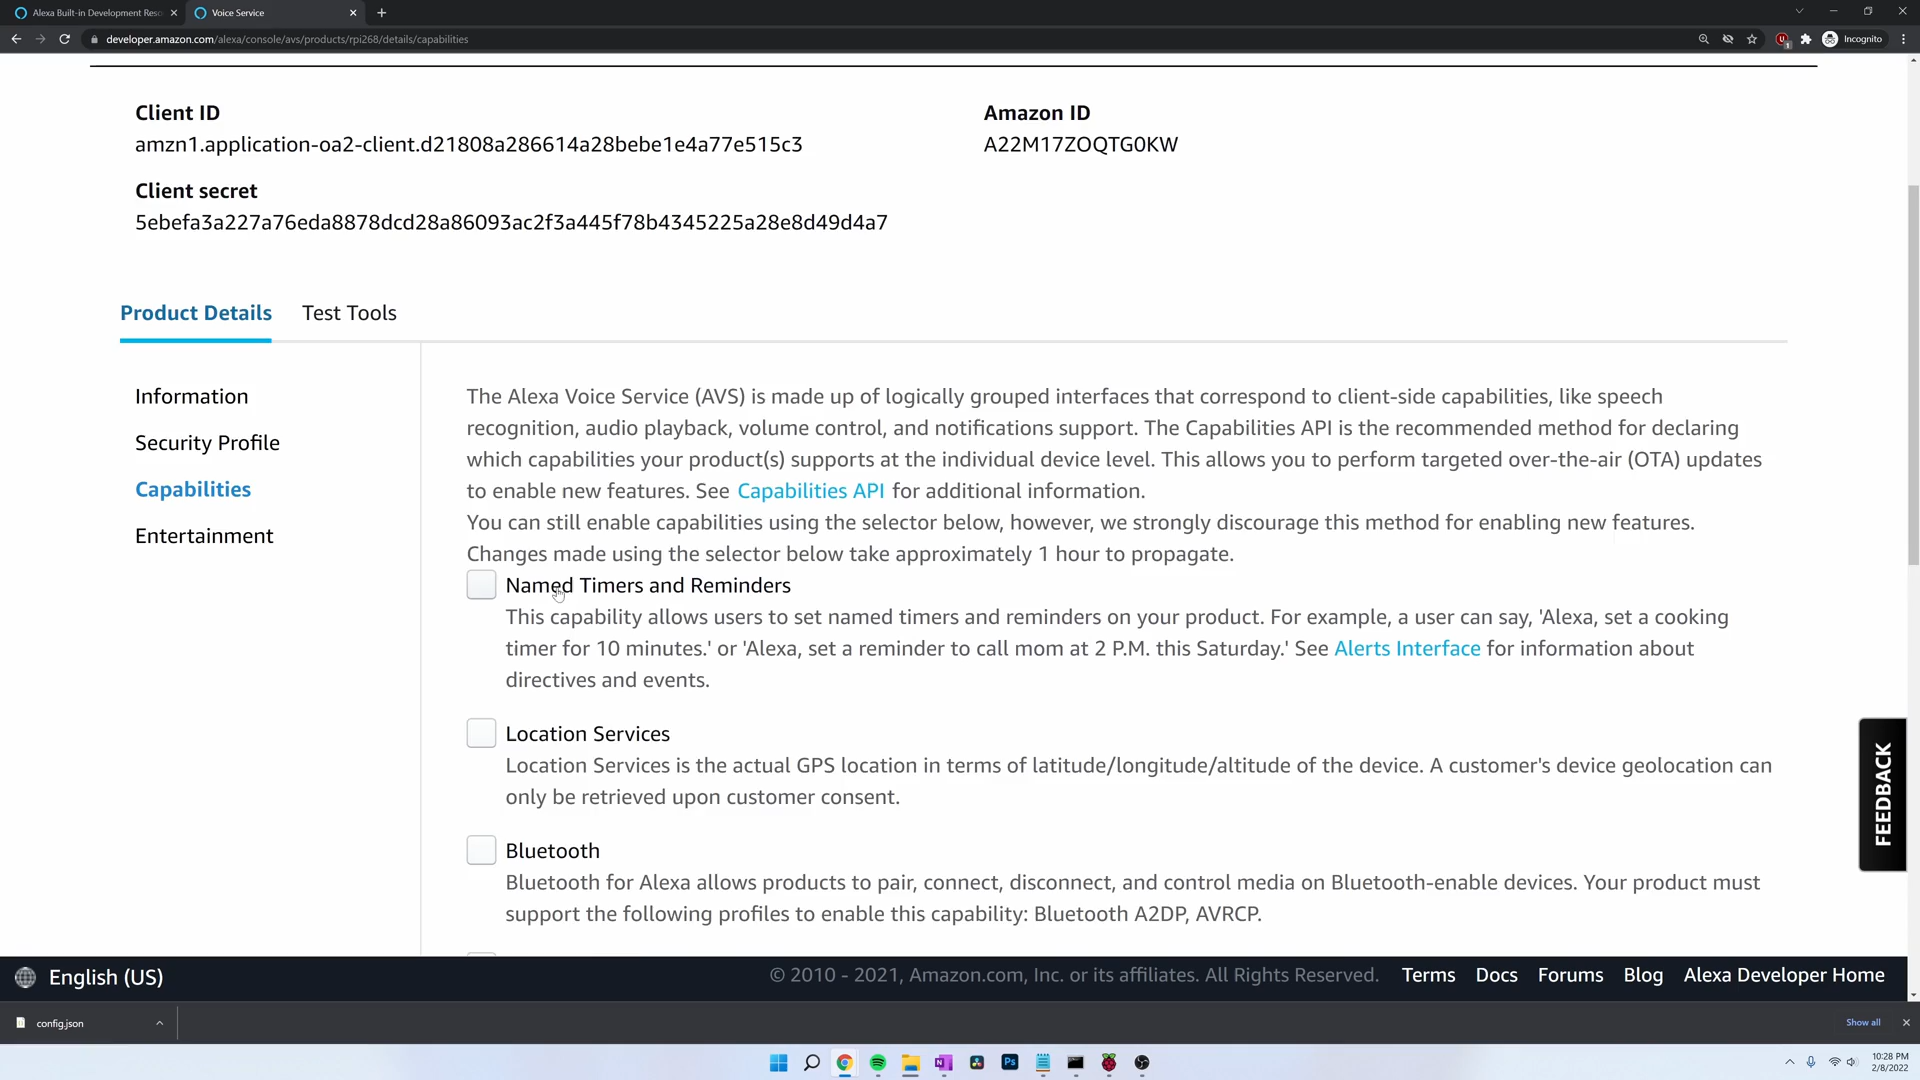 Alexa Built-in Development Reso
Voice Service
developer.amazon.com/alexa/console/avs/products/rpi268/details/capabilities
Incognito
Client ID
Amazon ID
amzn1.application-oa2-client.d21808a286614a28bebe1e4a77e515c3
A22M17ZOQTG0KW
Client secret
5ebefa3a227a76eda8878dcd28a86093ac2f3a445f78b4345225a28e8d49d4a7
Product Details
Test Tools
Information
Security Profile
Capabilities
Entertainment
The Alexa Voice Service (AVS) is made up of logically grouped interfaces that correspond to client-side capabilities, like speech
recognition, audio playback, volume control, and notifications support. The Capabilities API is the recommended method for declaring
which capabilities your product(s) supports at the individual device level. This allows you to perform targeted over-the-air (OTA) updates
to enable new features. See Capabilities API for additional information.
You can still enable capabilities using the selector below, however, we strongly discourage this method for enabling new features.
Changes made using the selector below take approximately 1 hour to propagate.
Named Timers and Reminders
This capability allows users to set named timers and reminders on your product. For example, a user can say, 'Alexa, set a cooking
timer for 10 minutes.' or 'Alexa, set a reminder to call mom at 2 P.M. this Saturday.' See Alerts Interface for information about
directives and events.
Location Services
Location Services is the actual GPS location in terms of latitude/longitude/altitude of the device. A customer's device geolocation can
only be retrieved upon customer consent.
Bluetooth
Bluetooth for Alexa allows products to pair, connect, disconnect, and control media on Bluetooth-enable devices. Your product must
support the following profiles to enable this capability: Bluetooth A2DP, AVRCP.
FEEDBACK
English (US)
© 2010 - 2021, Amazon.com, Inc. or its affiliates. All Rights Reserved.
Terms
Docs
Forums
Blog
Alexa Developer Home
config.json
Show all
Ps
10:28 PM
2/8/2022